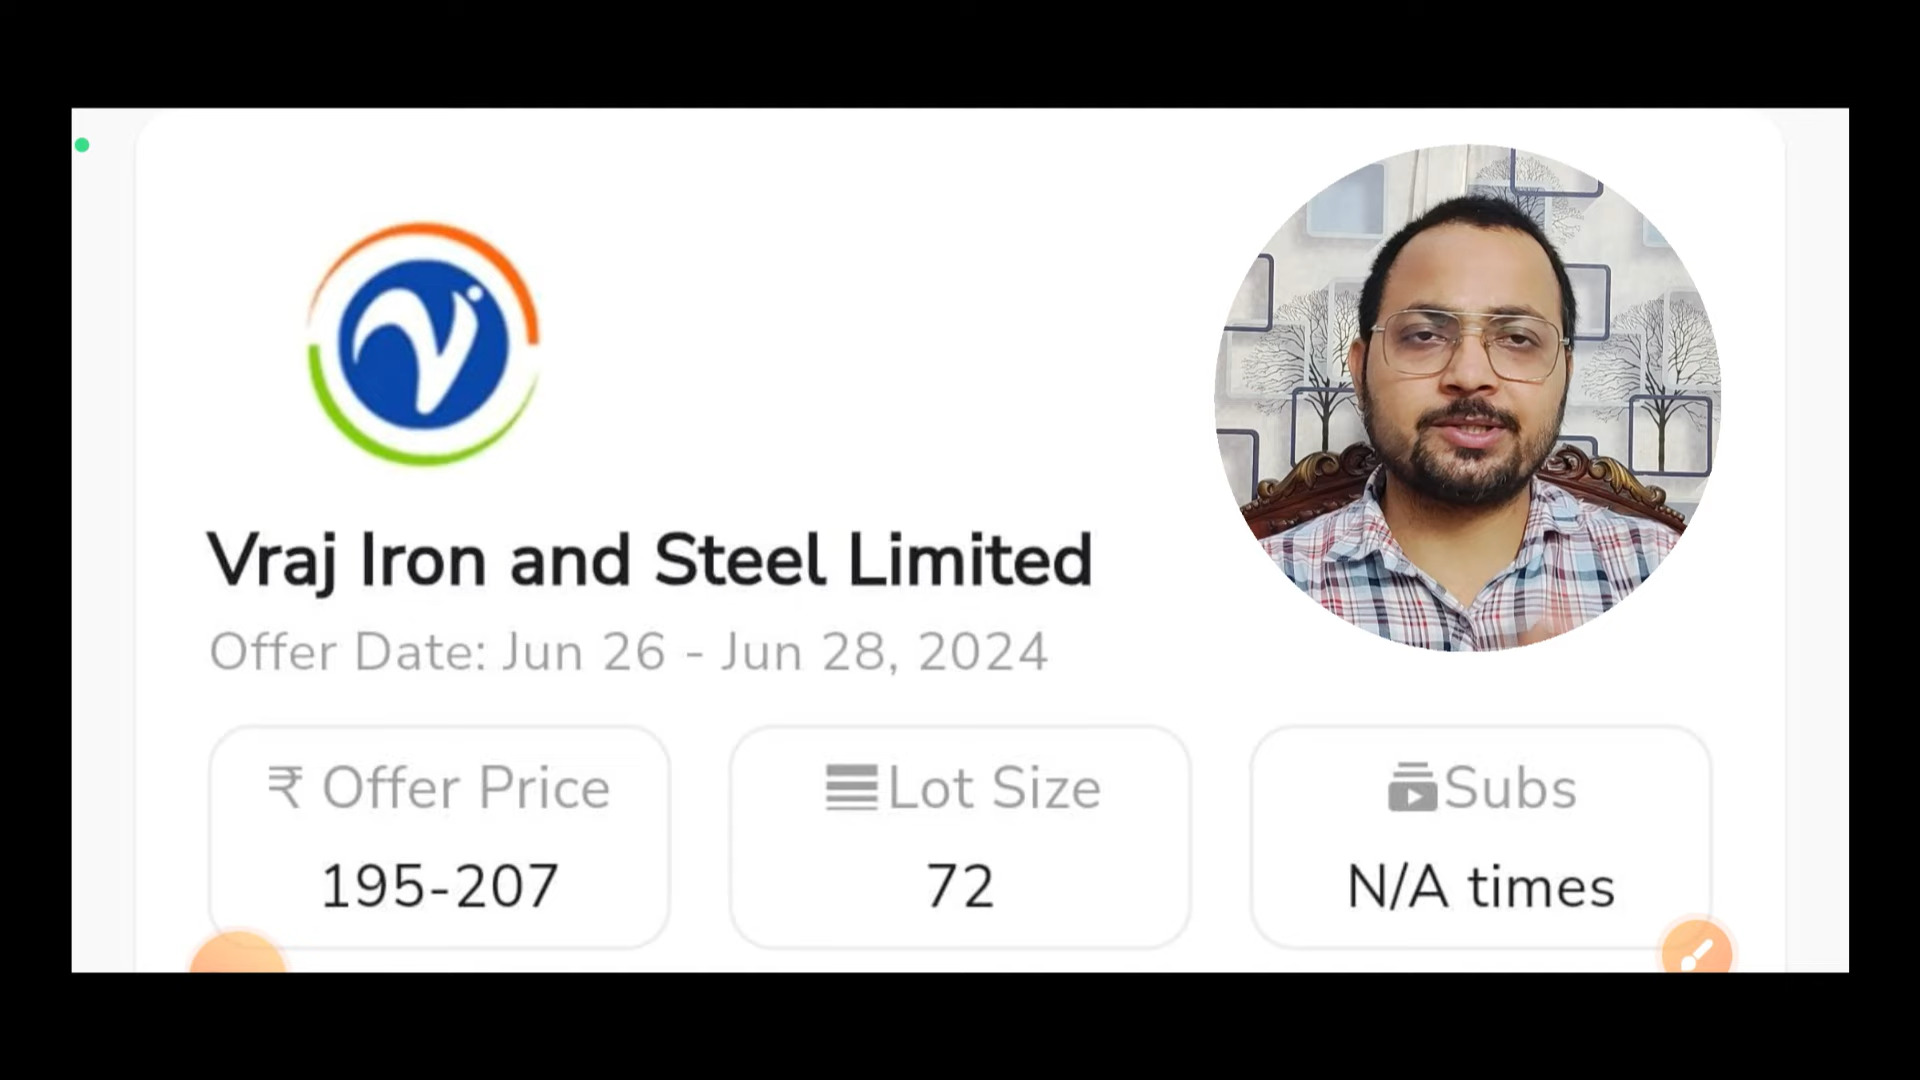 Vraj Iron and Steel Limited
Offer Date: Jun 26 - Jun 28, 2024
₹ Offer Price
195-207
Lot Size
72
Subs
N/A times